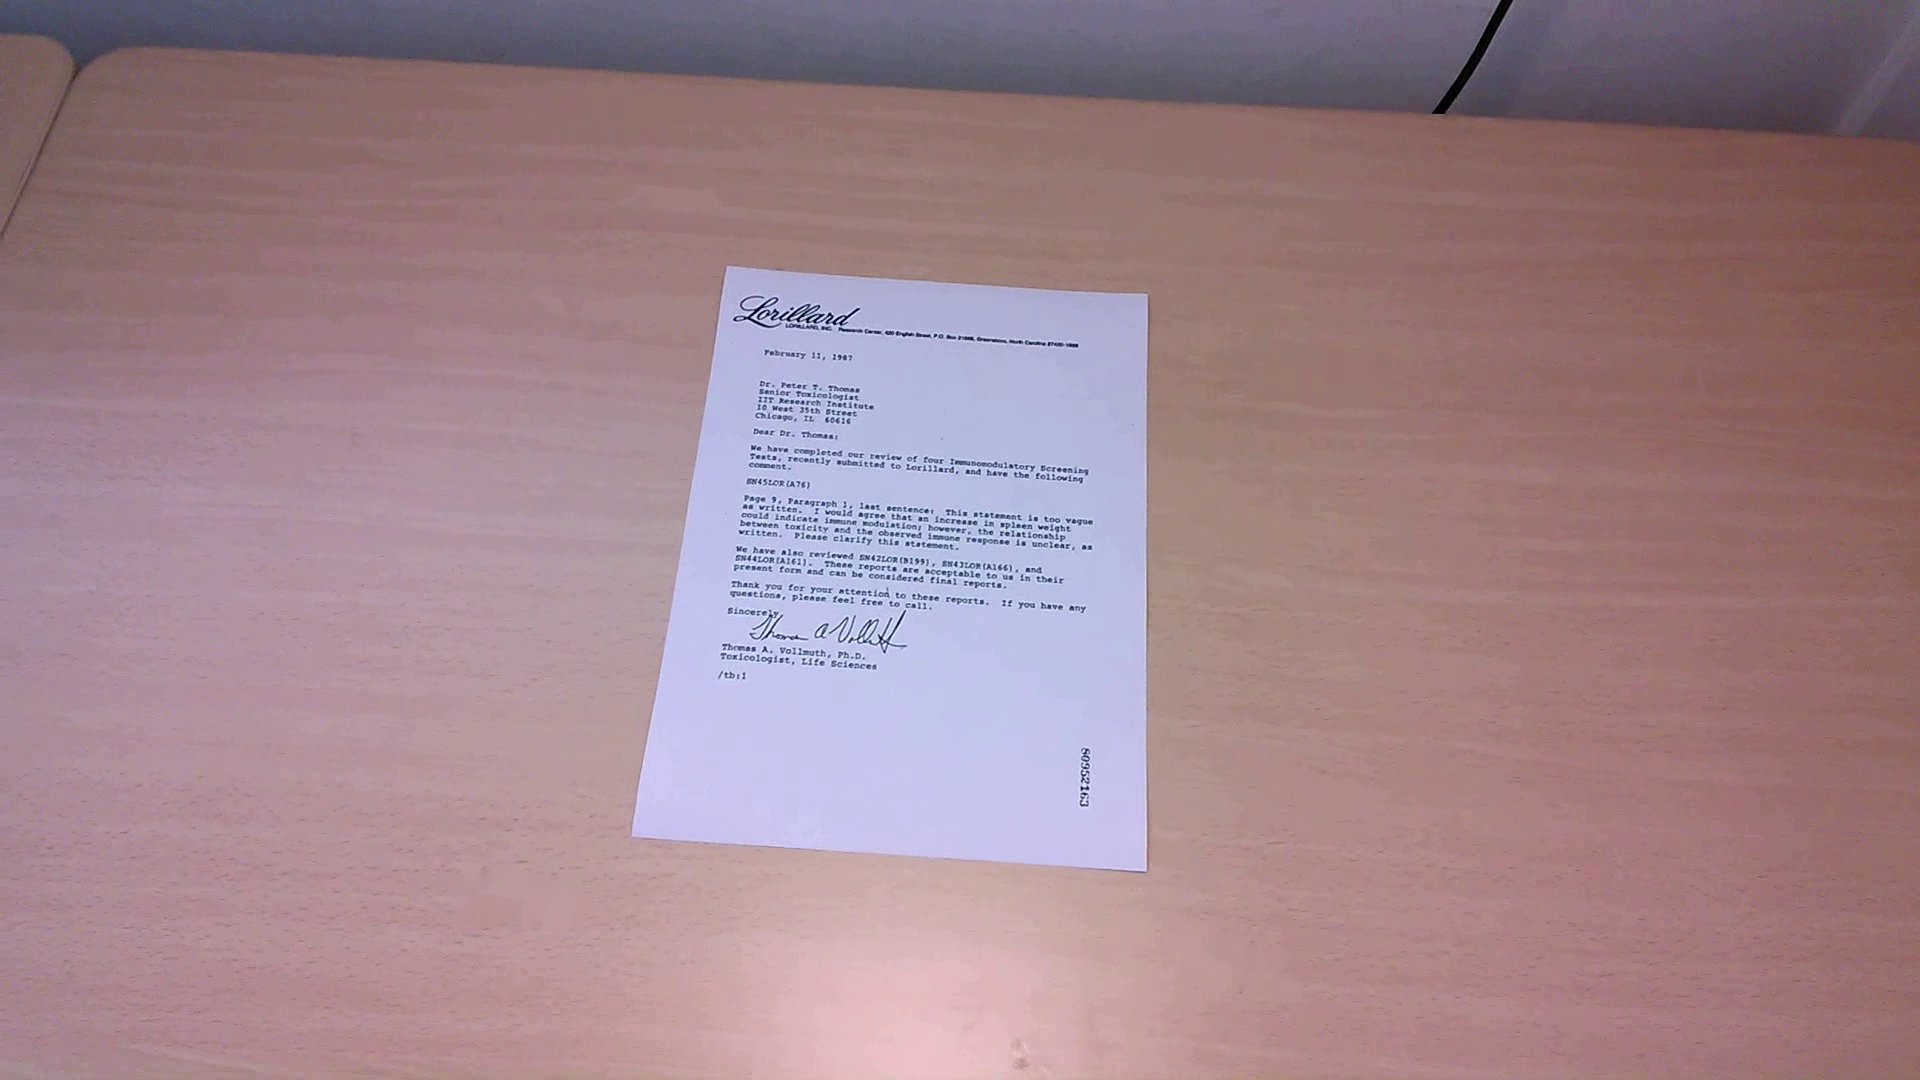 Lorillard
LORILLARD, INC. Research Center, 420 English Street, P.O. Box 21688, Greensboro, North Carolina 27420-1688
February 11, 1987
Dr. Peter T. Thomas
Senior Toxicologist
IIT Research Institute
10 West 35th Street
Chicago, IL 60616
Dear Dr. Thomas:
We have completed our review of four Immunomodulatory Screening
Tests, recently submitted to Lorillard, and have the following
comment.
SN45LOR(A76)
Page 9, Paragraph 1, last sentence: This statement is too vague
as written. I would agree that an increase in spleen weight
could indicate immune modulation; however, the relationship
between toxicity and the observed immune response is unclear, as
written. Please clarify this statement.
We have also reviewed SN42LOR(B199), SN43LOR(A166), and
SN44LOR(A161). These reports are acceptable to us in their
present form and can be considered final reports.
Thank you for your attention to these reports. If you have any
questions, please feel free to call.
Sincerely,
Thomas A Vollmuth
Thomas A. Vollmuth, Ph.D.
Toxicologist, Life Sciences
/tb:1
80952163